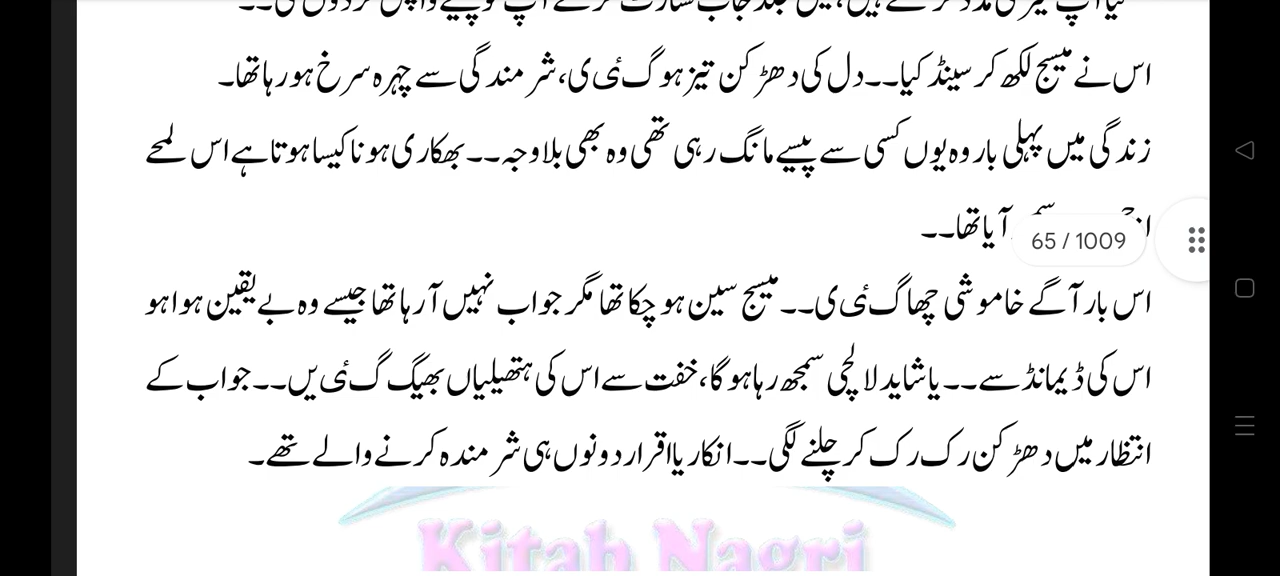 اس نے میسج لکھ کر سینڈ کیا۔۔ دل کی دھڑکن تیز ہو گ ئ ی، شرمندگی سے چہرہ سرخ ہو رہا تھا۔
زندگی میں پہلی بار وہ یوں کسی سے پیسے مانگ رہی تھی وہ بھی بلاوجہ۔۔ بھکاری ہونا کیسا ہوتا ہے اس لمحے
آیا تھا۔۔
65 / 1009
اس بار آگے خاموشی چھا گ ئ ی۔۔ میسج سین ہو چکا تھا مگر جواب نہیں آ رہا تھا جیسے وہ بے یقین ہوا ہو
اس کی ڈیمانڈ سے۔۔ یا شاید لالچی سمجھ رہا ہو گا، خفت سے اس کی ہتھیلیاں بھیگ گ ئ یں۔۔ جواب کے
انتظار میں دھڑکن رک رک کر چلنے لگی۔۔ انکار یا اقرار دونوں ہی شرمندہ کرنے والے تھے۔
Kitab Nagri